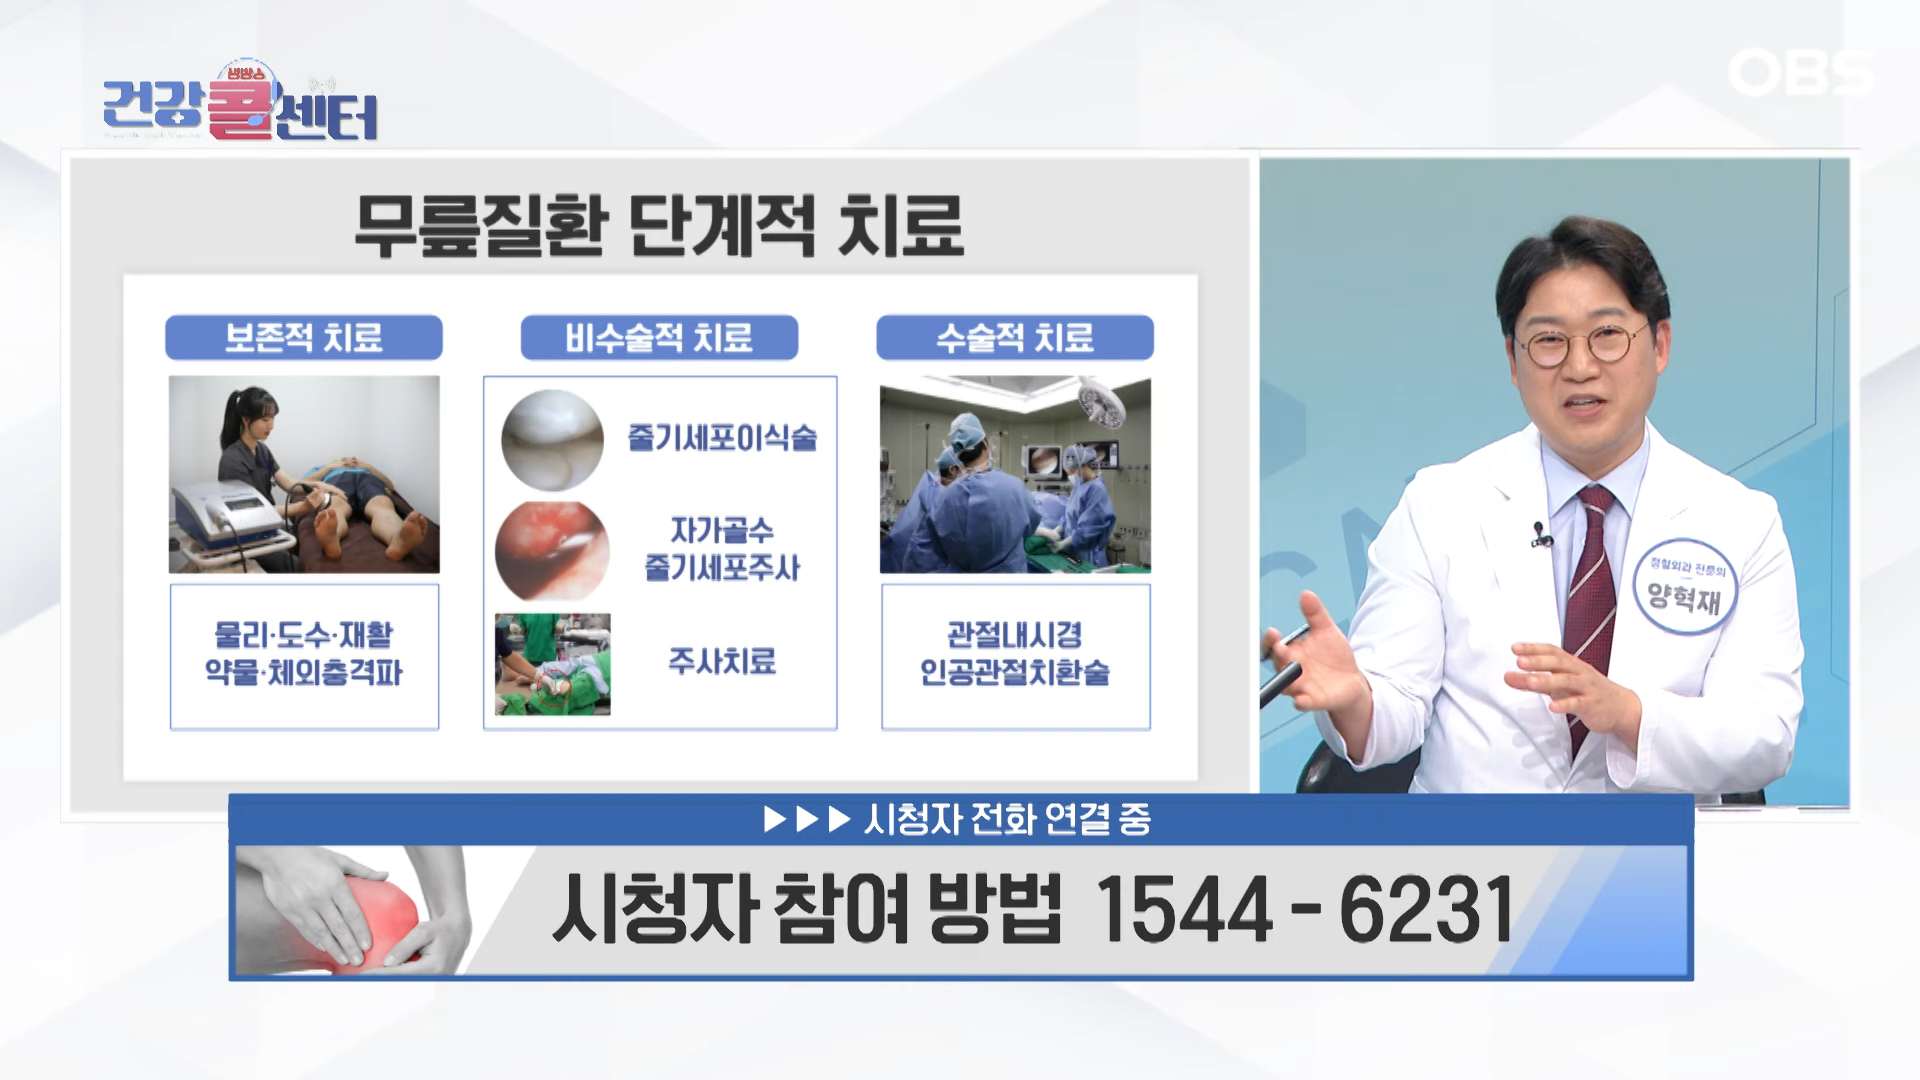 생방송
건강콜센터
OBS
무릎질환 단계적 치료
보존적 치료
비수술적 치료
수술적 치료
줄기세포이식술
자가골수
줄기세포주사
주사치료
물리·도수·재활
약물·체외충격파
관절내시경
인공관절치환술
정형외과 전문의
양혁재
▶▶▶ 시청자 전화 연결 중
시청자 참여 방법 1544 - 6231